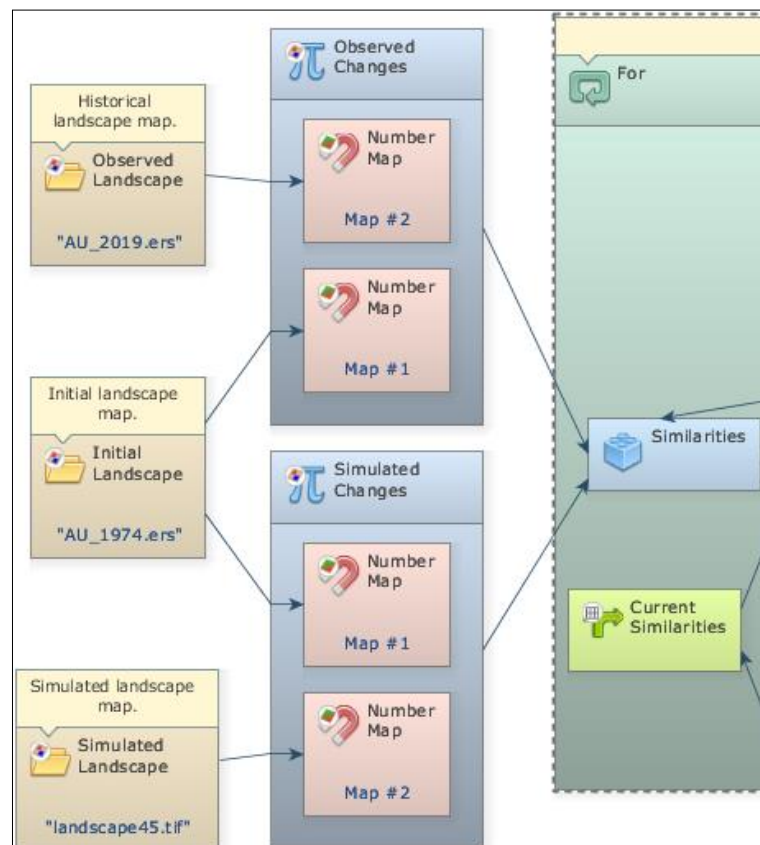 Historical
landscape map.
Observed
Landscape
"AU_2019.ers"
Observed
Changes
Number
Map
Map #2
Number
Map
Map #1
Initial landscape
map.
Initial
Landscape
"AU_1974.ers"
Simulated
Changes
Number
Map
Map #1
Number
Map
Map #2
Simulated landscape
map.
Simulated
Landscape
"landscape45.tif"
For
Similarities
Current
Similarities